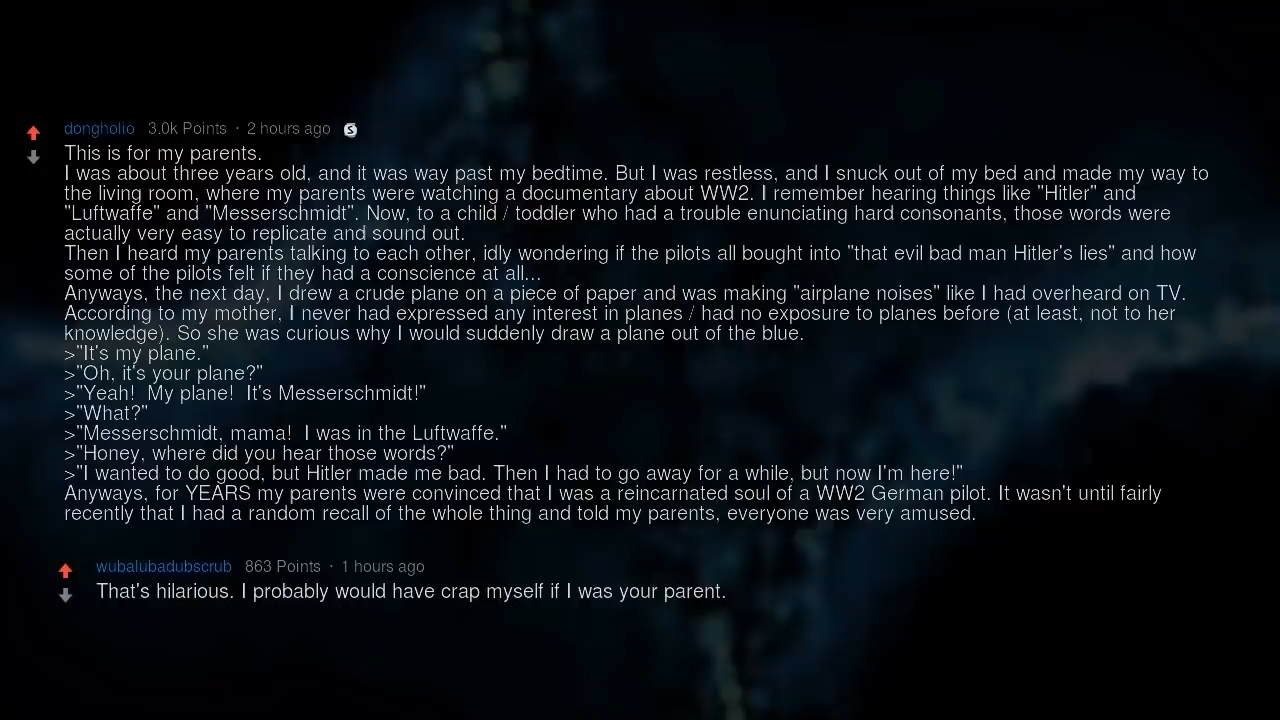 dongholio 3.0k Points · 2 hours ago
This is for my parents.
I was about three years old, and it was way past my bedtime. But I was restless, and I snuck out of my bed and made my way to
the living room, where my parents were watching a documentary about WW2. I remember hearing things like "Hitler" and
"Luftwaffe" and "Messerschmidt". Now, to a child / toddler who had a trouble enunciating hard consonants, those words were
actually very easy to replicate and sound out.
Then I heard my parents talking to each other, idly wondering if the pilots all bought into "that evil bad man Hitler's lies" and how
some of the pilots felt if they had a conscience at all...
Anyways, the next day, I drew a crude plane on a piece of paper and was making "airplane noises" like I had overheard on TV.
According to my mother, I never had expressed any interest in planes / had no exposure to planes before (at least, not to her
knowledge). So she was curious why I would suddenly draw a plane out of the blue.
>"It's my plane."
>"Oh, it's your plane?"
>"Yeah!  My plane!  It's Messerschmidt!"
>"What?"
>"Messerschmidt, mama!  I was in the Luftwaffe."
>"Honey, where did you hear those words?"
>"I wanted to do good, but Hitler made me bad. Then I had to go away for a while, but now I'm here!"
Anyways, for YEARS my parents were convinced that I was a reincarnated soul of a WW2 German pilot. It wasn't until fairly
recently that I had a random recall of the whole thing and told my parents, everyone was very amused.
wubalubadubscrub 863 Points · 1 hours ago
That's hilarious. I probably would have crap myself if I was your parent.